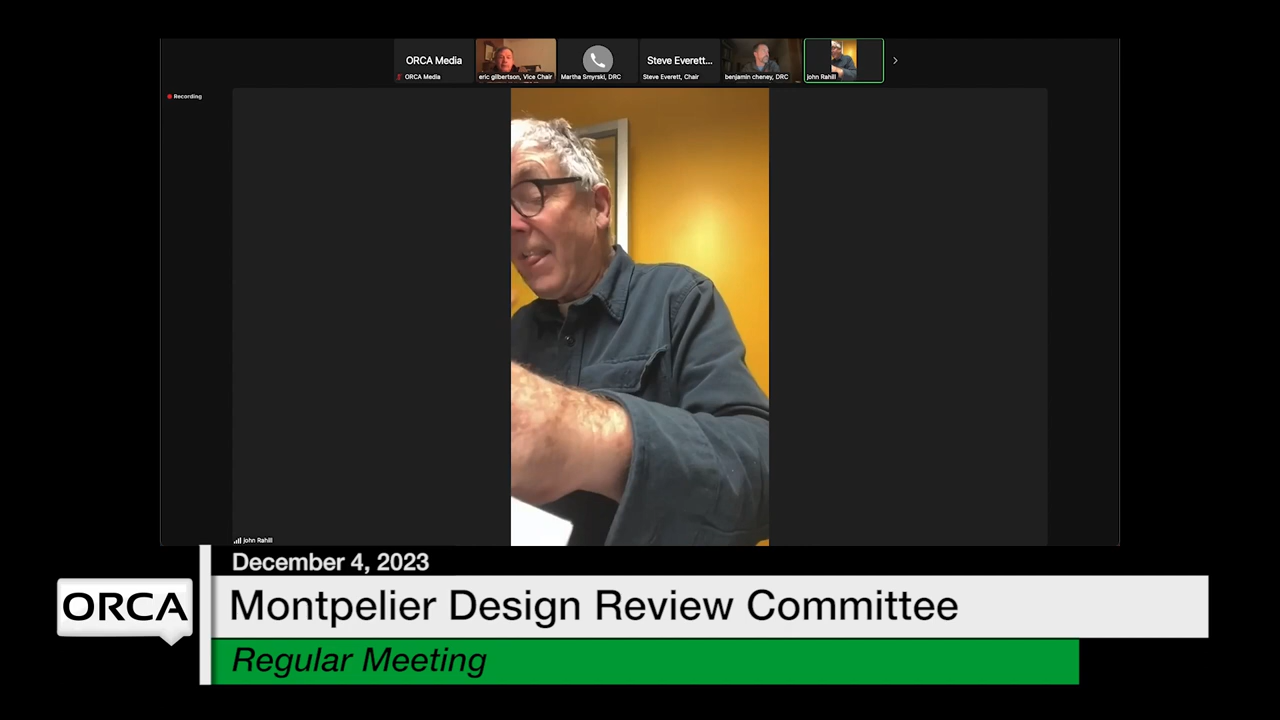 ORCA Media
Steve Everett...
ORCA Media
eric gilbertson, Vice Chair
Martha Smyrski, DRC
Steve Everett, Chair
benjamin cheney, DRC
john Rahill
Recording
john Rahill
December 4, 2023
ORCA
Montpelier Design Review Committee
Regular Meeting